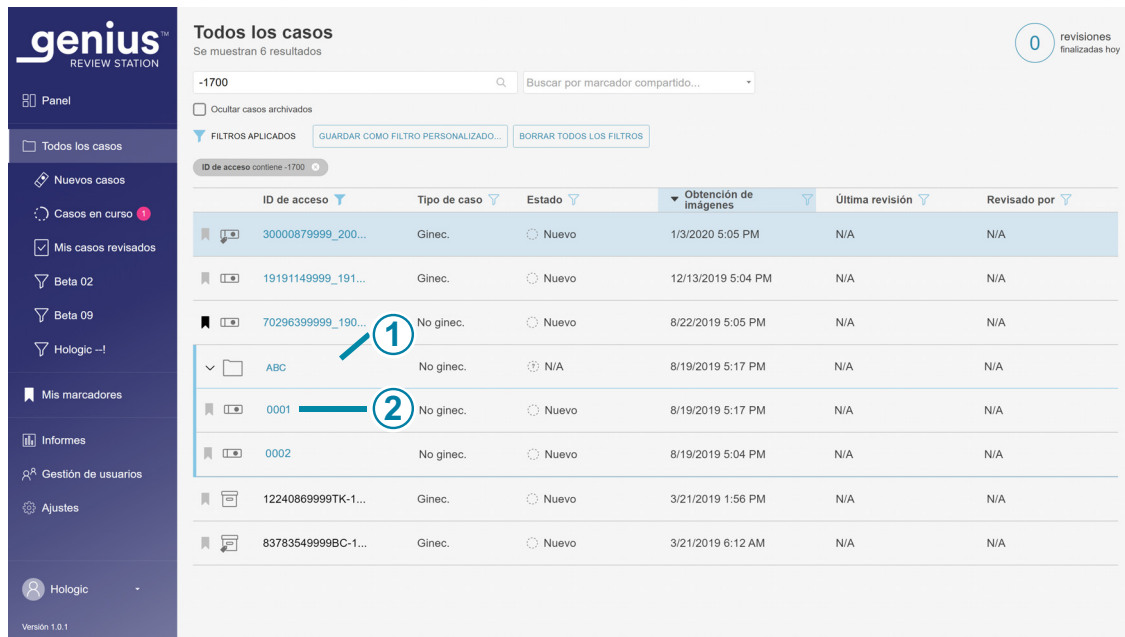 genius™
REVIEW STATION
Panel
Todos los casos
Nuevos casos
Casos en curso 1
Mis casos revisados
Beta 02
Beta 09
Hologic --!
Mis marcadores
Informes
Gestión de usuarios
Ajustes
Hologic
Versión 1.0.1
Todos los casos
Se muestran 6 resultados
0 revisiones
finalizadas hoy
-1700
Buscar por marcador compartido...
Ocultar casos archivados
FILTROS APLICADOS GUARDAR COMO FILTRO PERSONALIZADO... BORRAR TODOS LOS FILTROS
ID de acceso contiene -1700
ID de acceso Tipo de caso Estado Obtención de imágenes Última revisión Revisado por
30000879999_200... Ginec. Nuevo 1/3/2020 5:05 PM N/A N/A
19191149999_191... Ginec. Nuevo 12/13/2019 5:04 PM N/A N/A
70296399999_190... No ginec. Nuevo 8/22/2019 5:05 PM N/A N/A
1
ABC No ginec. ? N/A 8/19/2019 5:17 PM N/A N/A
0001 2 No ginec. Nuevo 8/19/2019 5:17 PM N/A N/A
0002 No ginec. Nuevo 8/19/2019 5:04 PM N/A N/A
12240869999TK-1... Ginec. Nuevo 3/21/2019 1:56 PM N/A N/A
83783549999BC-1... Ginec. Nuevo 3/21/2019 6:12 AM N/A N/A